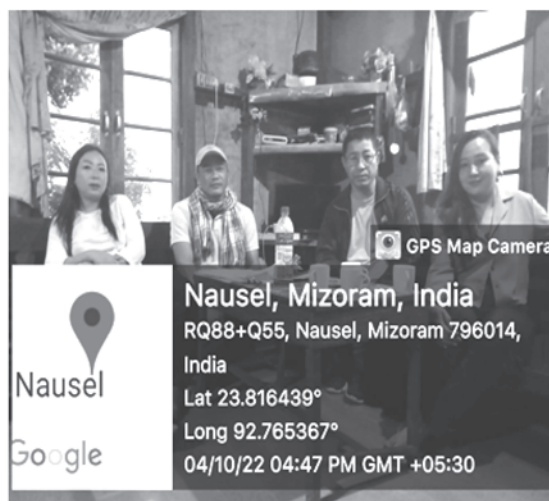 GPS Map Camera
Nausel, Mizoram, India
RQ88+Q55, Nausel, Mizoram 796014,
India
Lat 23.816439°
Long 92.765367°
04/10/22 04:47 PM GMT +05:30
Nausel
Google